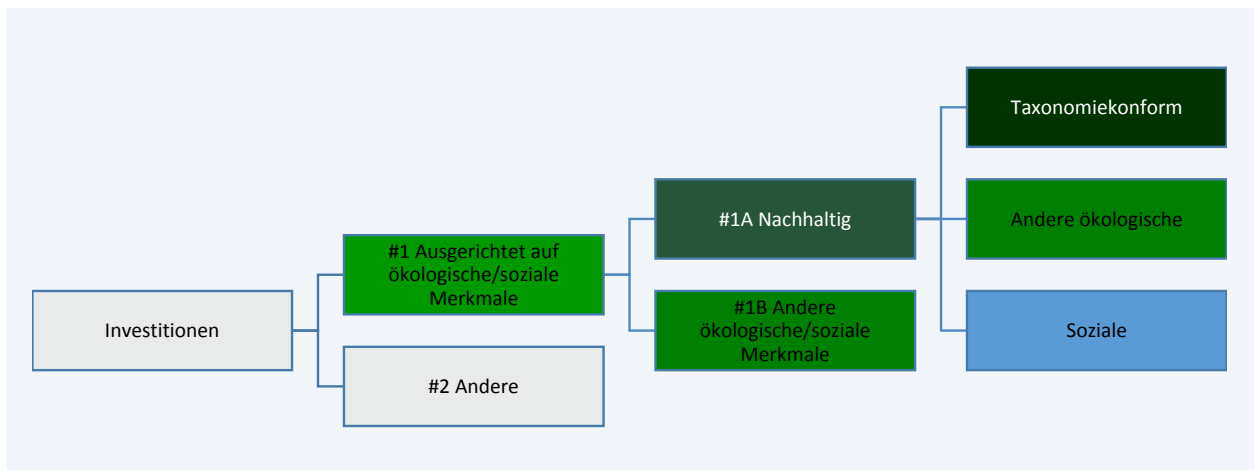 Investitionen
#1 Ausgerichtet auf
ökologische/soziale
Merkmale
#2 Andere
#1A Nachhaltig
#1B Andere
ökologische/soziale
Merkmale
Taxonomiekonform
Andere ökologische
Soziale